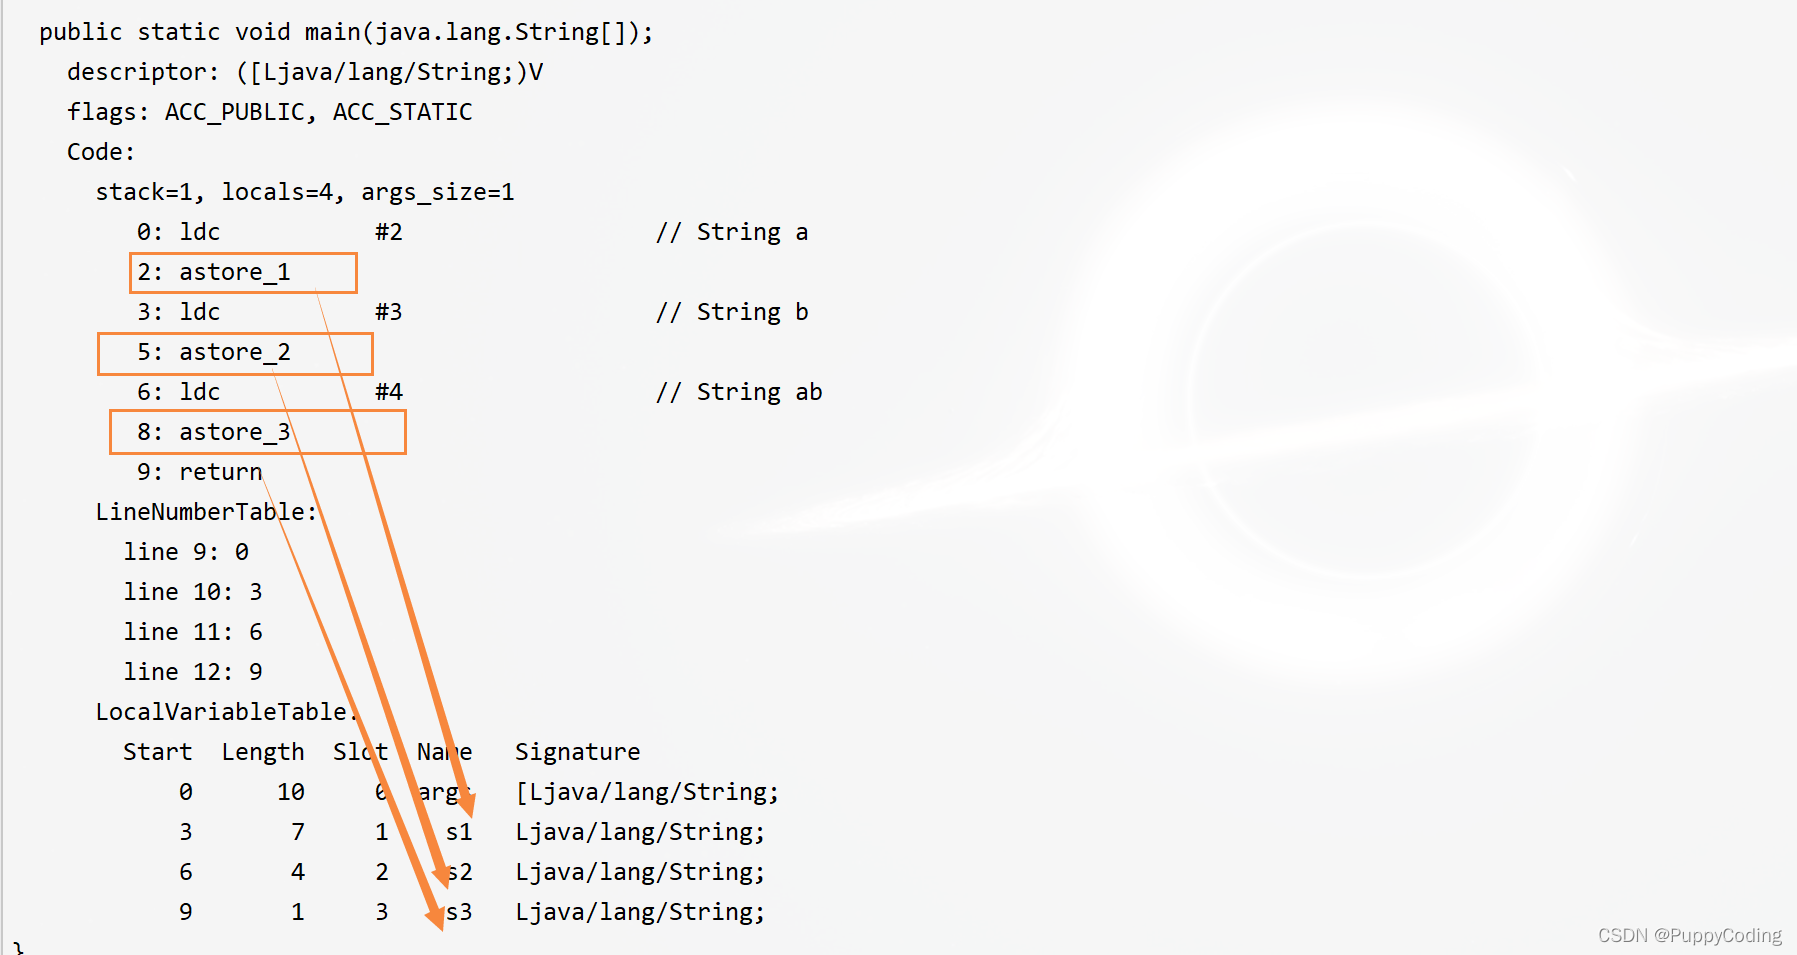 public static void main(java.lang.String[]);
descriptor: ([Ljava/lang/String;)V
flags: ACC_PUBLIC, ACC_STATIC
Code:
stack=1, locals=4, args_size=1
0: ldc #2 // String a
2: astore_1
3: ldc #3 // String b
5: astore_2
6: ldc #4 // String ab
8: astore_3
9: return
LineNumberTable:
line 9: 0
line 10: 3
line 11: 6
line 12: 9
LocalVariableTable:
Start Length Slot Name Signature
0 10 0 args [Ljava/lang/String;
3 7 1 s1 Ljava/lang/String;
6 4 2 s2 Ljava/lang/String;
9 1 3 s3 Ljava/lang/String;
}
CSDN @PuppyCoding